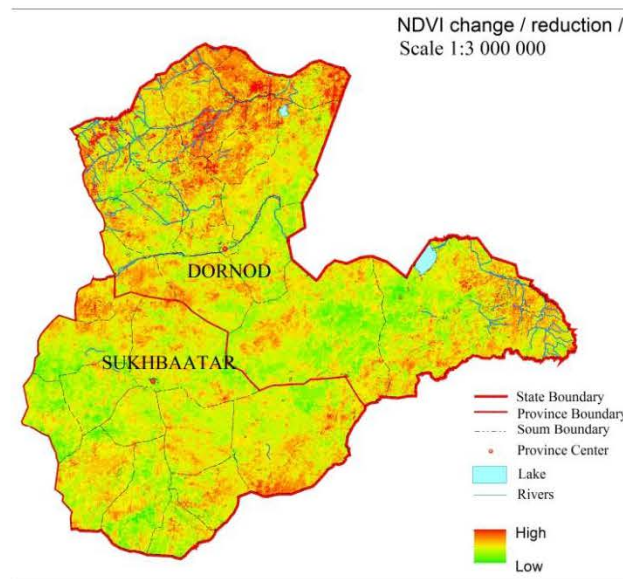 NDVI change / reduction /
Scale 1:3 000 000
DORNOD
SUKHBAATAR
State Boundary
Province Boundary
Soum Boundary
Province Center
Lake
Rivers
High
Low